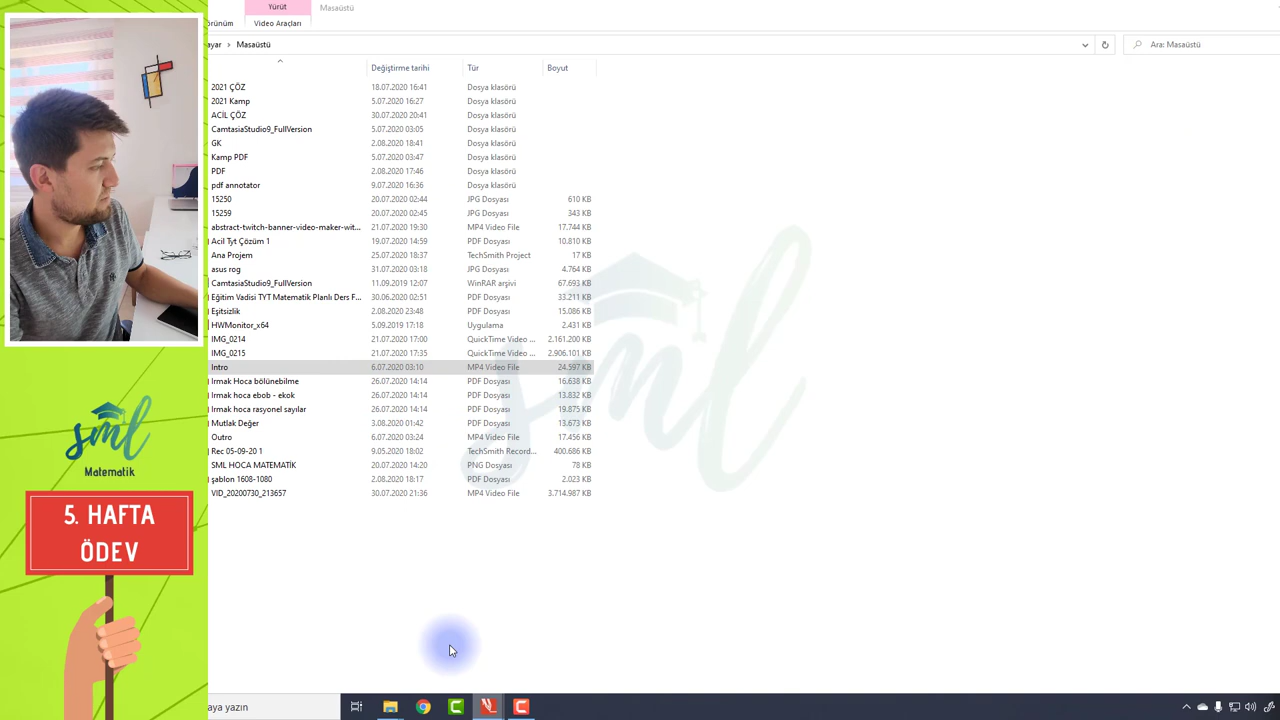 Yürüt
Masaüstü
örünüm
Video Araçları
ayar › Masaüstü
Ara: Masaüstü
Değiştirme tarihi
Tür
Boyut
2021 ÇÖZ 18.07.2020 16:41 Dosya klasörü
2021 Kamp 5.07.2020 16:27 Dosya klasörü
ACİL ÇÖZ 30.07.2020 20:41 Dosya klasörü
CamtasiaStudio9_FullVersion 5.07.2020 03:05 Dosya klasörü
GK 2.08.2020 18:41 Dosya klasörü
Kamp PDF 5.07.2020 03:47 Dosya klasörü
PDF 2.08.2020 17:46 Dosya klasörü
pdf annotator 9.07.2020 16:36 Dosya klasörü
15250 20.07.2020 02:44 JPG Dosyası 610 KB
15259 20.07.2020 02:45 JPG Dosyası 343 KB
abstract-twitch-banner-video-maker-wit... 21.07.2020 19:30 MP4 Video File 17.744 KB
Acil Tyt Çözüm 1 19.07.2020 14:59 PDF Dosyası 10.810 KB
Ana Projem 25.07.2020 18:37 TechSmith Project 17 KB
asus rog 31.07.2020 03:18 JPG Dosyası 4.764 KB
CamtasiaStudio9_FullVersion 11.09.2019 12:07 WinRAR arşivi 67.693 KB
Eğitim Vadisi TYT Matematik Planlı Ders F... 30.06.2020 02:51 PDF Dosyası 33.211 KB
Eşitsizlik 2.08.2020 23:48 PDF Dosyası 15.086 KB
HWMonitor_x64 5.09.2019 17:18 Uygulama 2.431 KB
IMG_0214 21.07.2020 17:00 QuickTime Video ... 2.161.200 KB
IMG_0215 21.07.2020 17:35 QuickTime Video ... 2.906.101 KB
Intro 6.07.2020 03:10 MP4 Video File 24.597 KB
Irmak Hoca bölünebilme 26.07.2020 14:14 PDF Dosyası 16.638 KB
Irmak hoca ebob - ekok 26.07.2020 14:14 PDF Dosyası 13.832 KB
Irmak hoca rasyonel sayılar 26.07.2020 14:14 PDF Dosyası 19.875 KB
Mutlak Değer 3.08.2020 01:42 PDF Dosyası 13.673 KB
Outro 6.07.2020 03:24 MP4 Video File 17.456 KB
Rec 05-09-20 1 9.05.2020 18:02 TechSmith Record... 400.686 KB
SML HOCA MATEMATİK 20.07.2020 14:20 PNG Dosyası 78 KB
şablon 1608-1080 2.08.2020 18:17 PDF Dosyası 2.023 KB
VID_20200730_213657 30.07.2020 21:36 MP4 Video File 3.714.987 KB
sml
sml
Matematik
5. HAFTA
ÖDEV
aya yazın